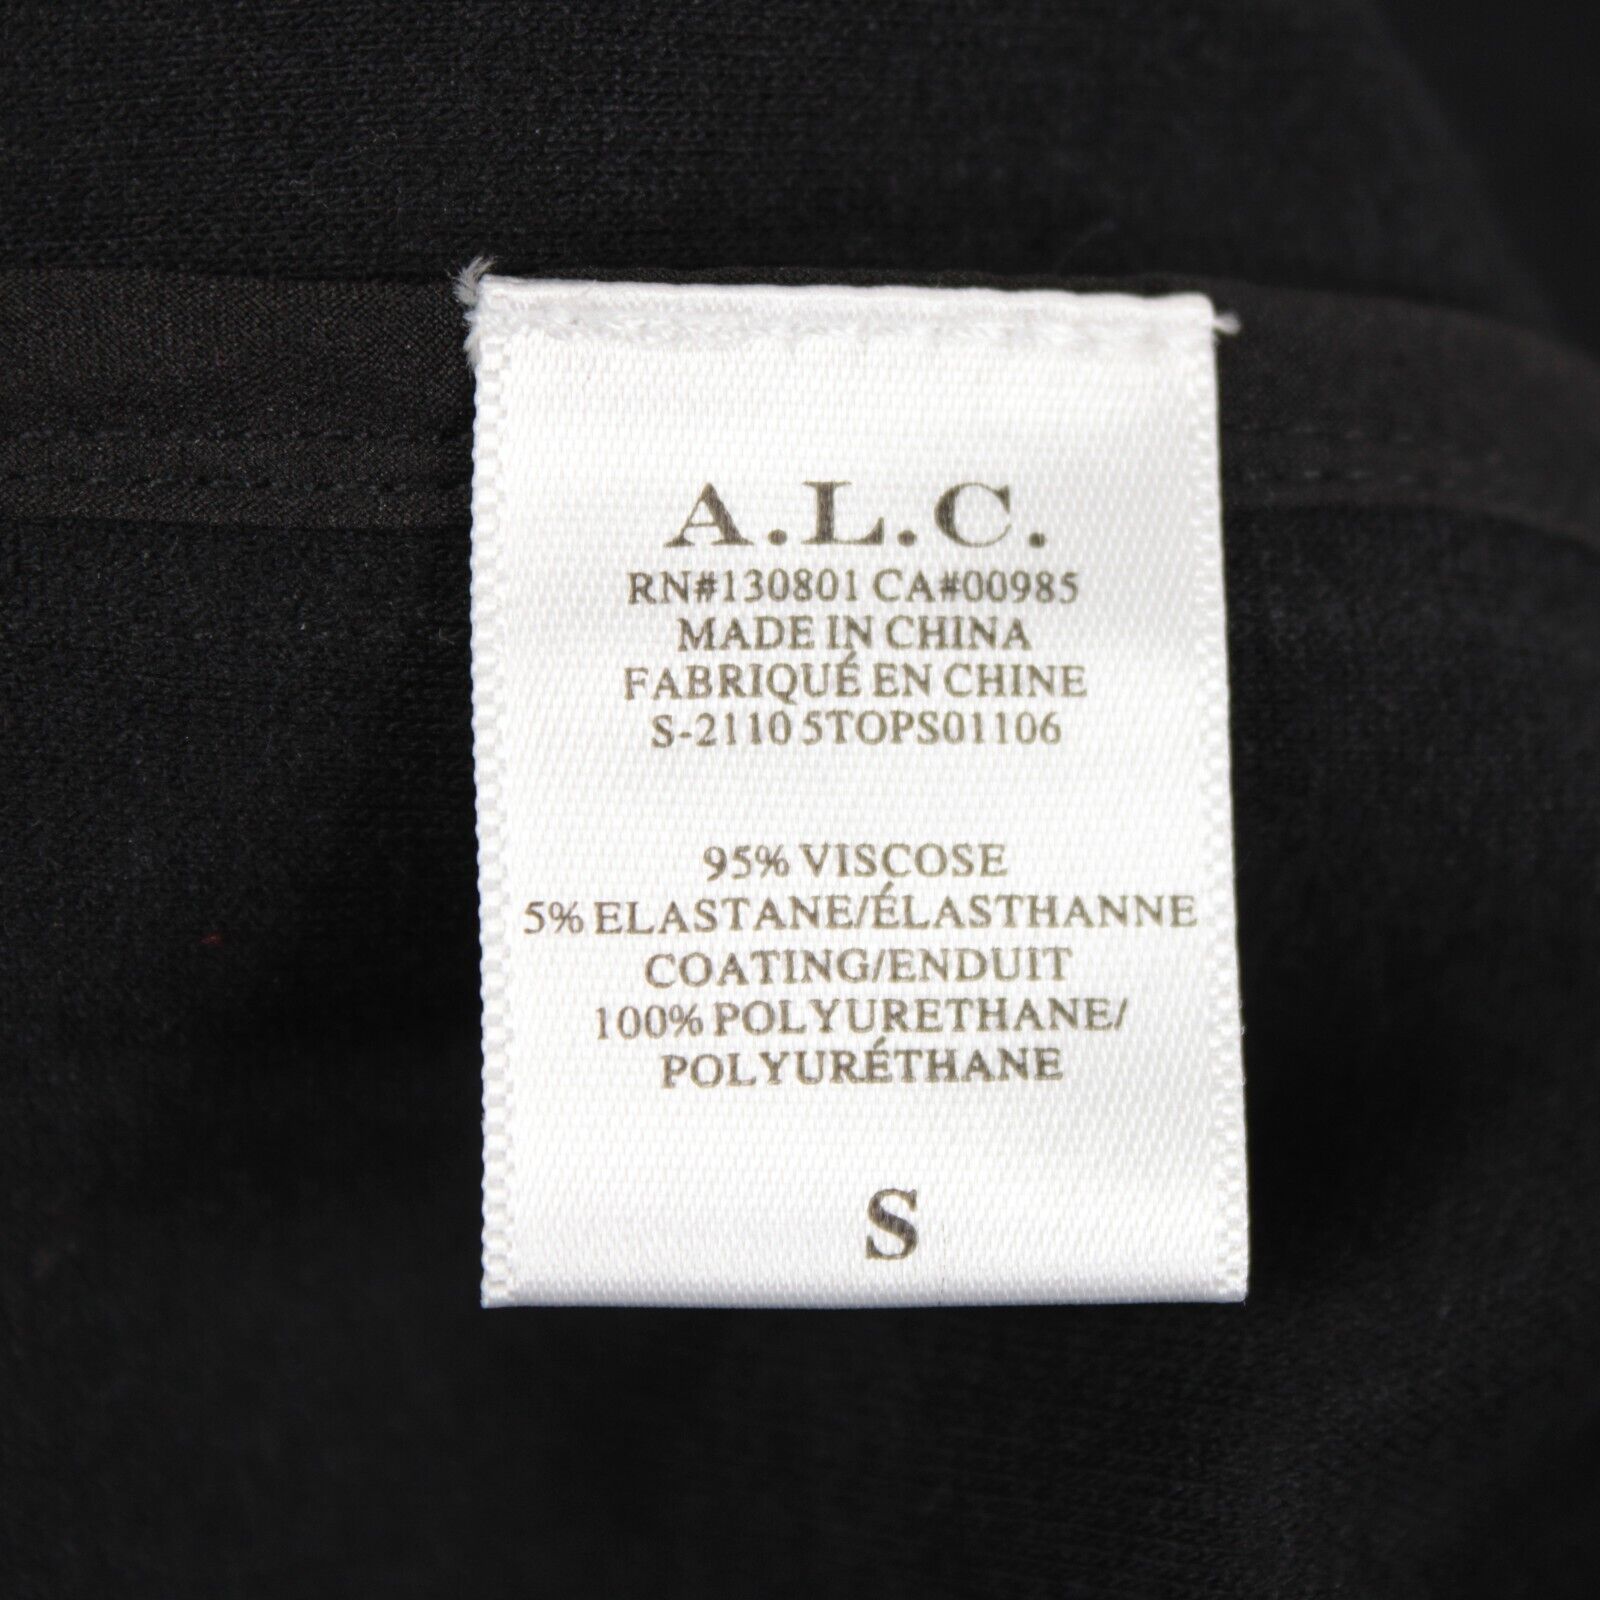 A.L.C.
RN#130801 CA#00985
MADE IN CHINA
FABRIQUÉ EN CHINE
S-2110 5TOPS01106
95% VISCOSE
5% ELASTANE/ÉLASTHANNE
COATING/ENDUIT
100% POLYURETHANE/
POLYURÉTHANE
S